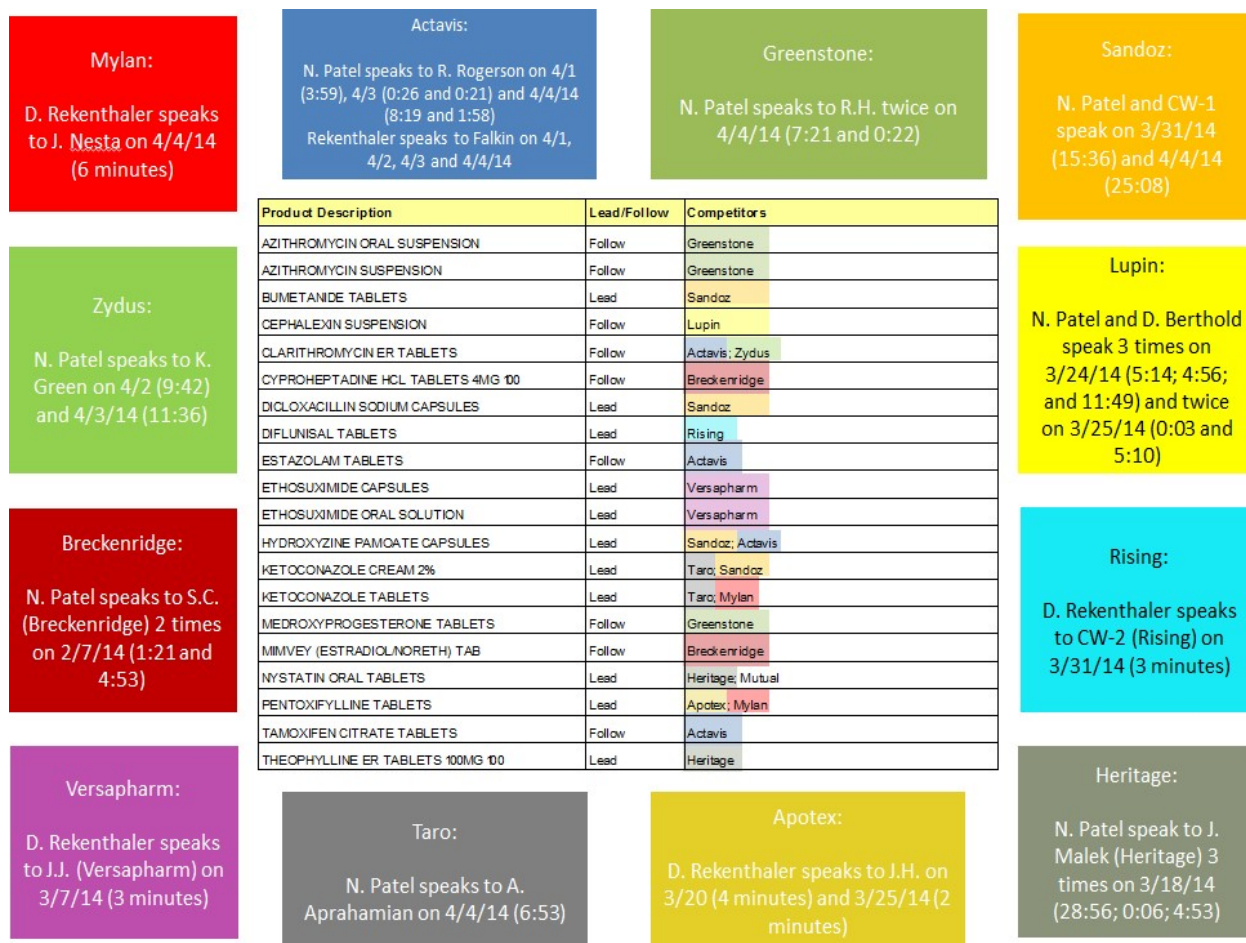 Mylan:
D. Rekenthaler speaks
to J. Nesta on 4/4/14
(6 minutes)
Actavis:
N. Patel speaks to R. Rogerson on 4/1
(3:59), 4/3 (0:26 and 0:21) and 4/4/14
(8:19 and 1:58)
Rekenthaler speaks to Falkin on 4/1,
4/2, 4/3 and 4/4/14
Greenstone:
N. Patel speaks to R.H. twice on
4/4/14 (7:21 and 0:22)
Sandoz:
N. Patel and CW-1
speak on 3/31/14
(15:36) and 4/4/14
(25:08)
Zydus:
N. Patel speaks to K.
Green on 4/2 (9:42)
and 4/3/14 (11:36)
Breckenridge:
N. Patel speaks to S.C.
(Breckenridge) 2 times
on 2/7/14 (1:21 and
4:53)
Versapharm:
D. Rekenthaler speaks
to J.J. (Versapharm) on
3/7/14 (3 minutes)
Product Description Lead/Follow Competitors
AZITHROMYCIN ORAL SUSPENSION Follow Greenstone
AZITHROMYCIN SUSPENSION Follow Greenstone
BUMETANIDE TABLETS Lead Sandoz
CEPHALEXIN SUSPENSION Follow Lupin
CLARITHROMYCIN ER TABLETS Follow Actavis; Zydus
CYPROHEPTADINE HCL TABLETS 4MG 100 Follow Breckenridge
DICLOXACILLIN SODIUM CAPSULES Lead Sandoz
DIFLUNISAL TABLETS Lead Rising
ESTAZOLAM TABLETS Follow Actavis
ETHOSUXIMIDE CAPSULES Lead Versapharm
ETHOSUXIMIDE ORAL SOLUTION Lead Versapharm
HYDROXYZINE PAMOATE CAPSULES Lead Sandoz; Actavis
KETOCONAZOLE CREAM 2% Lead Taro; Sandoz
KETOCONAZOLE TABLETS Lead Taro; Mylan
MEDROXYPROGESTERONE TABLETS Follow Greenstone
MIMVEY (ESTRADIOL/NORETH) TAB Follow Breckenridge
NYSTATIN ORAL TABLETS Lead Heritage; Mutual
PENTOXIFYLLINE TABLETS Lead Apotex; Mylan
TAMOXIFEN CITRATE TABLETS Follow Actavis
THEOPHYLLINE ER TABLETS 100MG 100 Lead Heritage
Lupin:
N. Patel and D. Berthold
speak 3 times on
3/24/14 (5:14; 4:56;
and 11:49) and twice
on 3/25/14 (0:03 and
5:10)
Rising:
D. Rekenthaler speaks
to CW-2 (Rising) on
3/31/14 (3 minutes)
Taro:
N. Patel speaks to A.
Aprahamian on 4/4/14 (6:53)
Apotex:
D. Rekenthaler speaks to J.H. on
3/20 (4 minutes) and 3/25/14 (2
minutes)
Heritage:
N. Patel speak to J.
Malek (Heritage) 3
times on 3/18/14
(28:56; 0:06; 4:53)